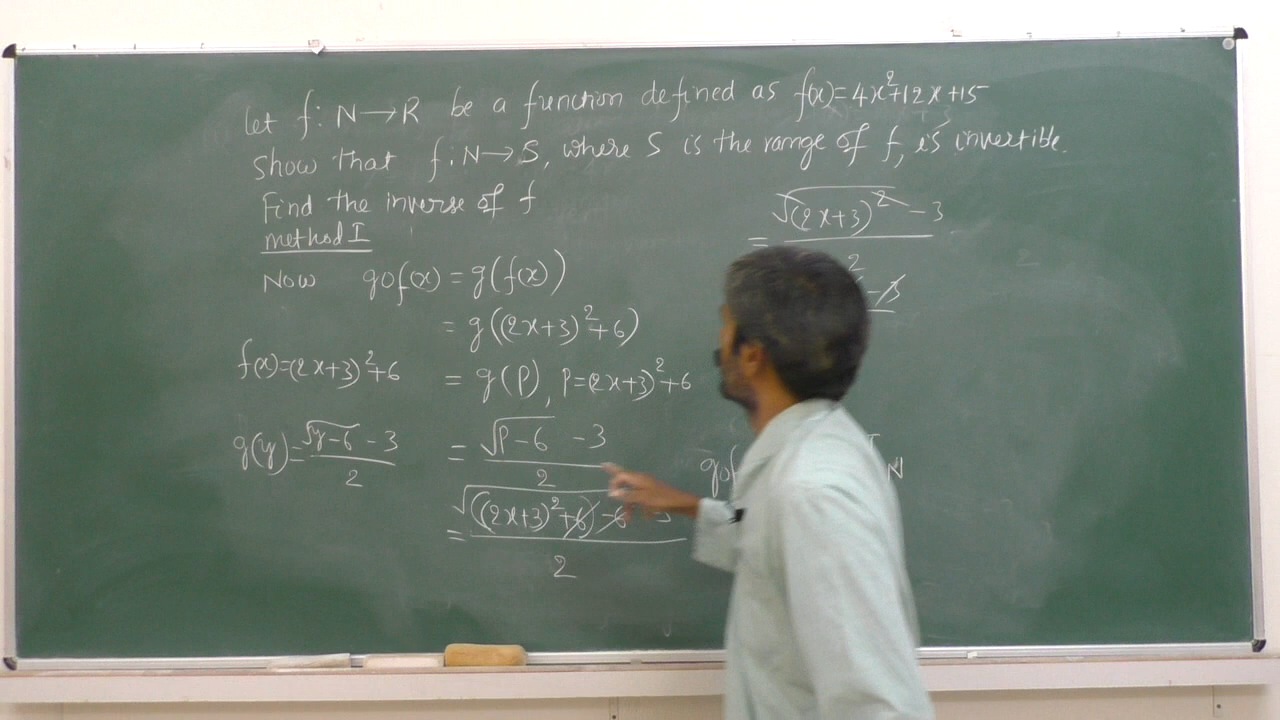 Let f: N→R be a function defined as f(x)=4x²+12x+15
Show that f: N→S, where S is the range of f, is invertible.
Find the inverse of f
method I
Now gof(x) = g(f(x))
= g((2x+3)²+6)
f(x)=(2x+3)²+6
= g(P), P=(2x+3)²+6
g(y)=√y-6 -3
2
= √P-6 -3
2
= √((2x+3)²+6)-6
2
= √(2x+3)² -3
2
-3
gof
N